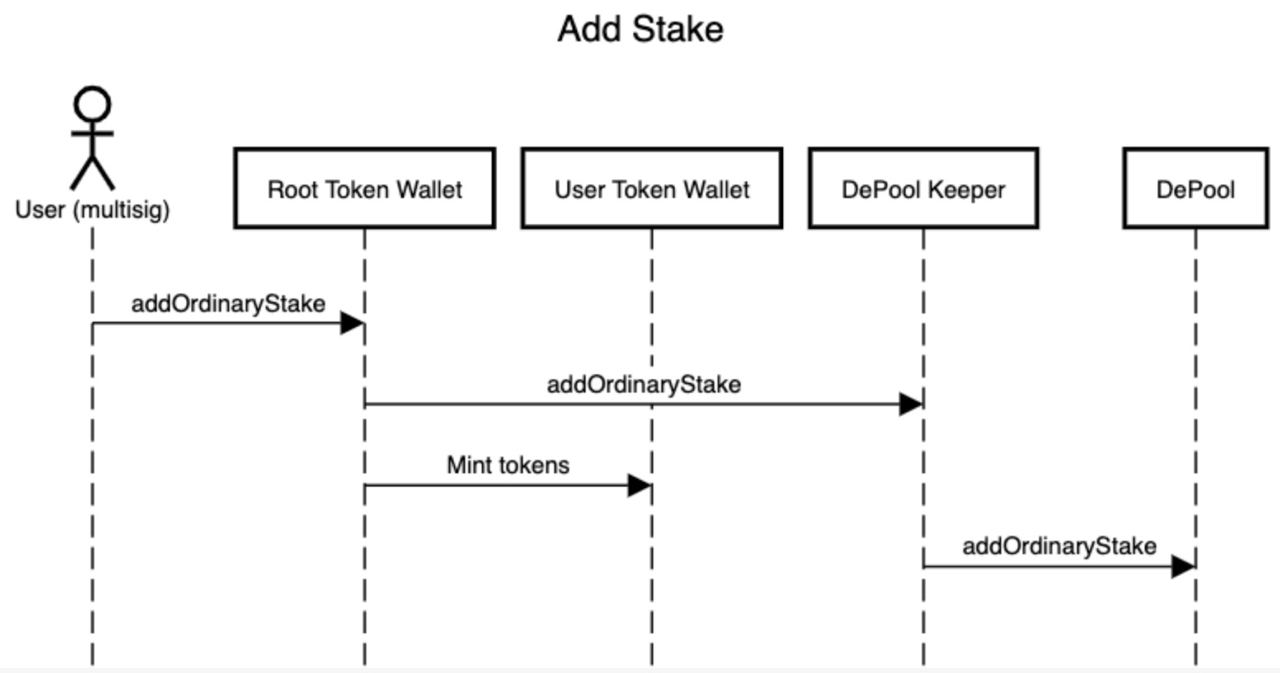 Add Stake
User (multisig)
Root Token Wallet
User Token Wallet
DePool Keeper
DePool
addOrdinaryStake
addOrdinaryStake
Mint tokens
addOrdinaryStake